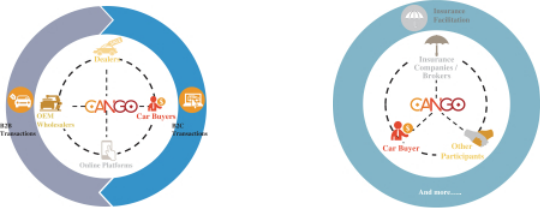 Dealers
OEM
Wholesalers
CANGO
Car Buyers
B2B
Transactions
B2C
Transactions
Online Platforms
Insurance
Facilitation
Insurance
Companies /
Brokers
CANGO
Car Buyer
Other
Participants
And more.....